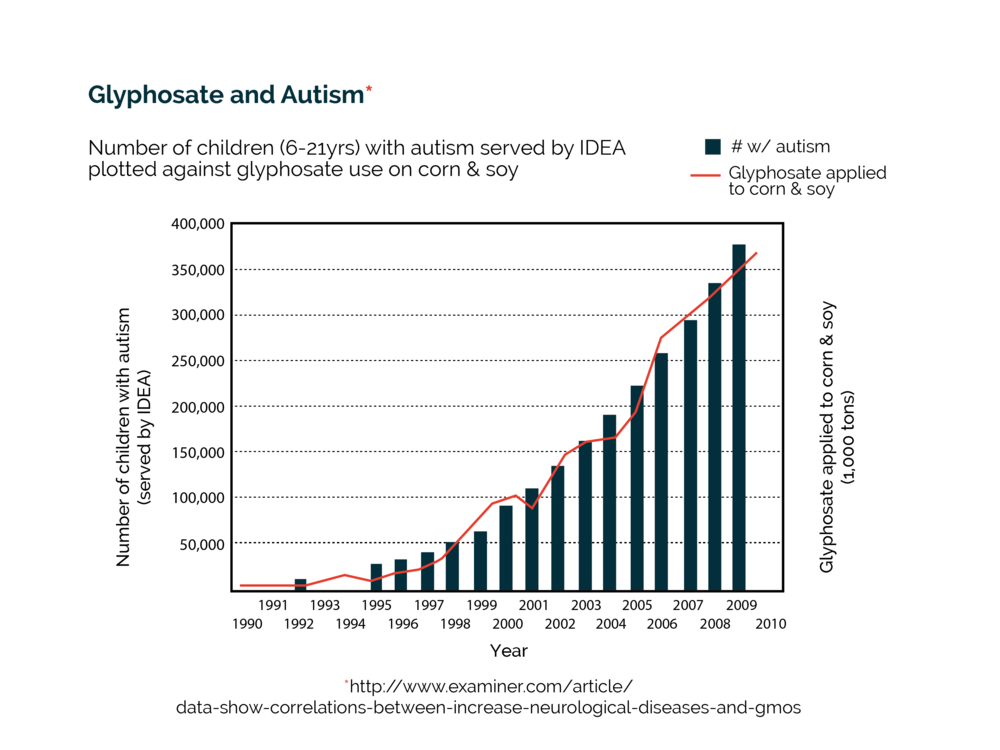 Glyphosate and Autism*
Number of children (6-21yrs) with autism served by IDEA
plotted against glyphosate use on corn & soy
# w/ autism
Glyphosate applied
to corn & soy
400,000
350,000
300,000
250,000
200,000
150,000
100,000
50,000
Number of children with autism
(served by IDEA)
Glyphosate applied to corn & soy
(1,000 tons)
1991 1993 1995 1997 1999 2001 2003 2005 2007 2009
1990 1992 1994 1996 1998 2000 2002 2004 2006 2008 2010
Year
*http://www.examiner.com/article/
data-show-correlations-between-increase-neurological-diseases-and-gmos